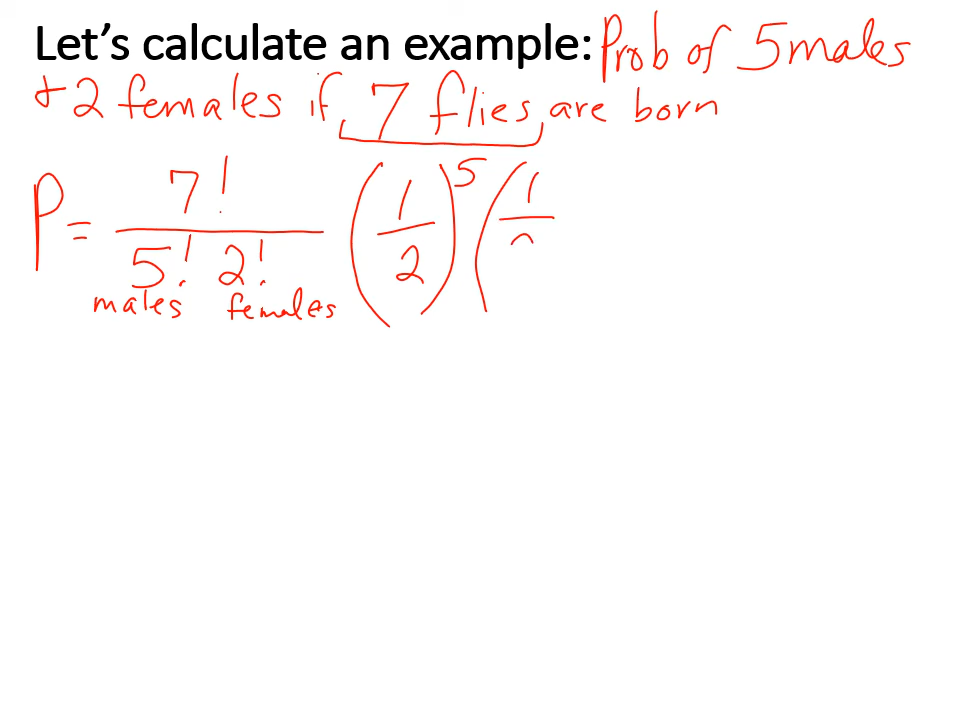 Let's calculate an example: Prob of 5 males
+ 2 females if 7 flies are born
P = 7! / 5! 2! (1/2)^5 (1/
males females